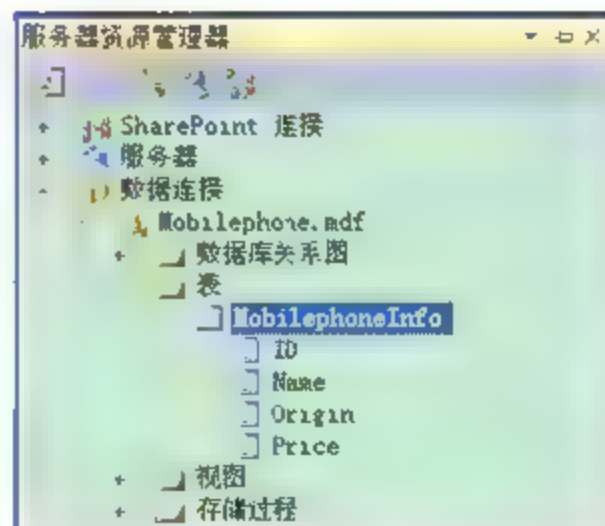 服务器资源管理器
SharePoint 连接
服务器
数据连接
Mobilephone.mdf
数据库关系图
表
MobilephoneInfo
ID
Name
Origin
Price
视图
存储过程